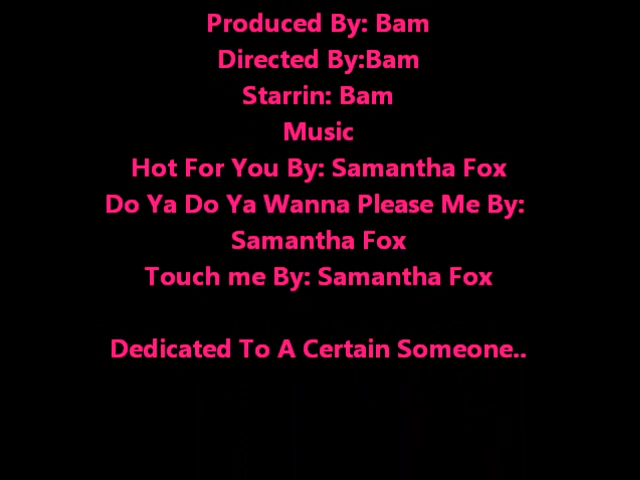 Produced By: Bam
Directed By:Bam
Starrin: Bam
Music
Hot For You By: Samantha Fox
Do Ya Do Ya Wanna Please Me By:
Samantha Fox
Touch me By: Samantha Fox
Dedicated To A Certain Someone..